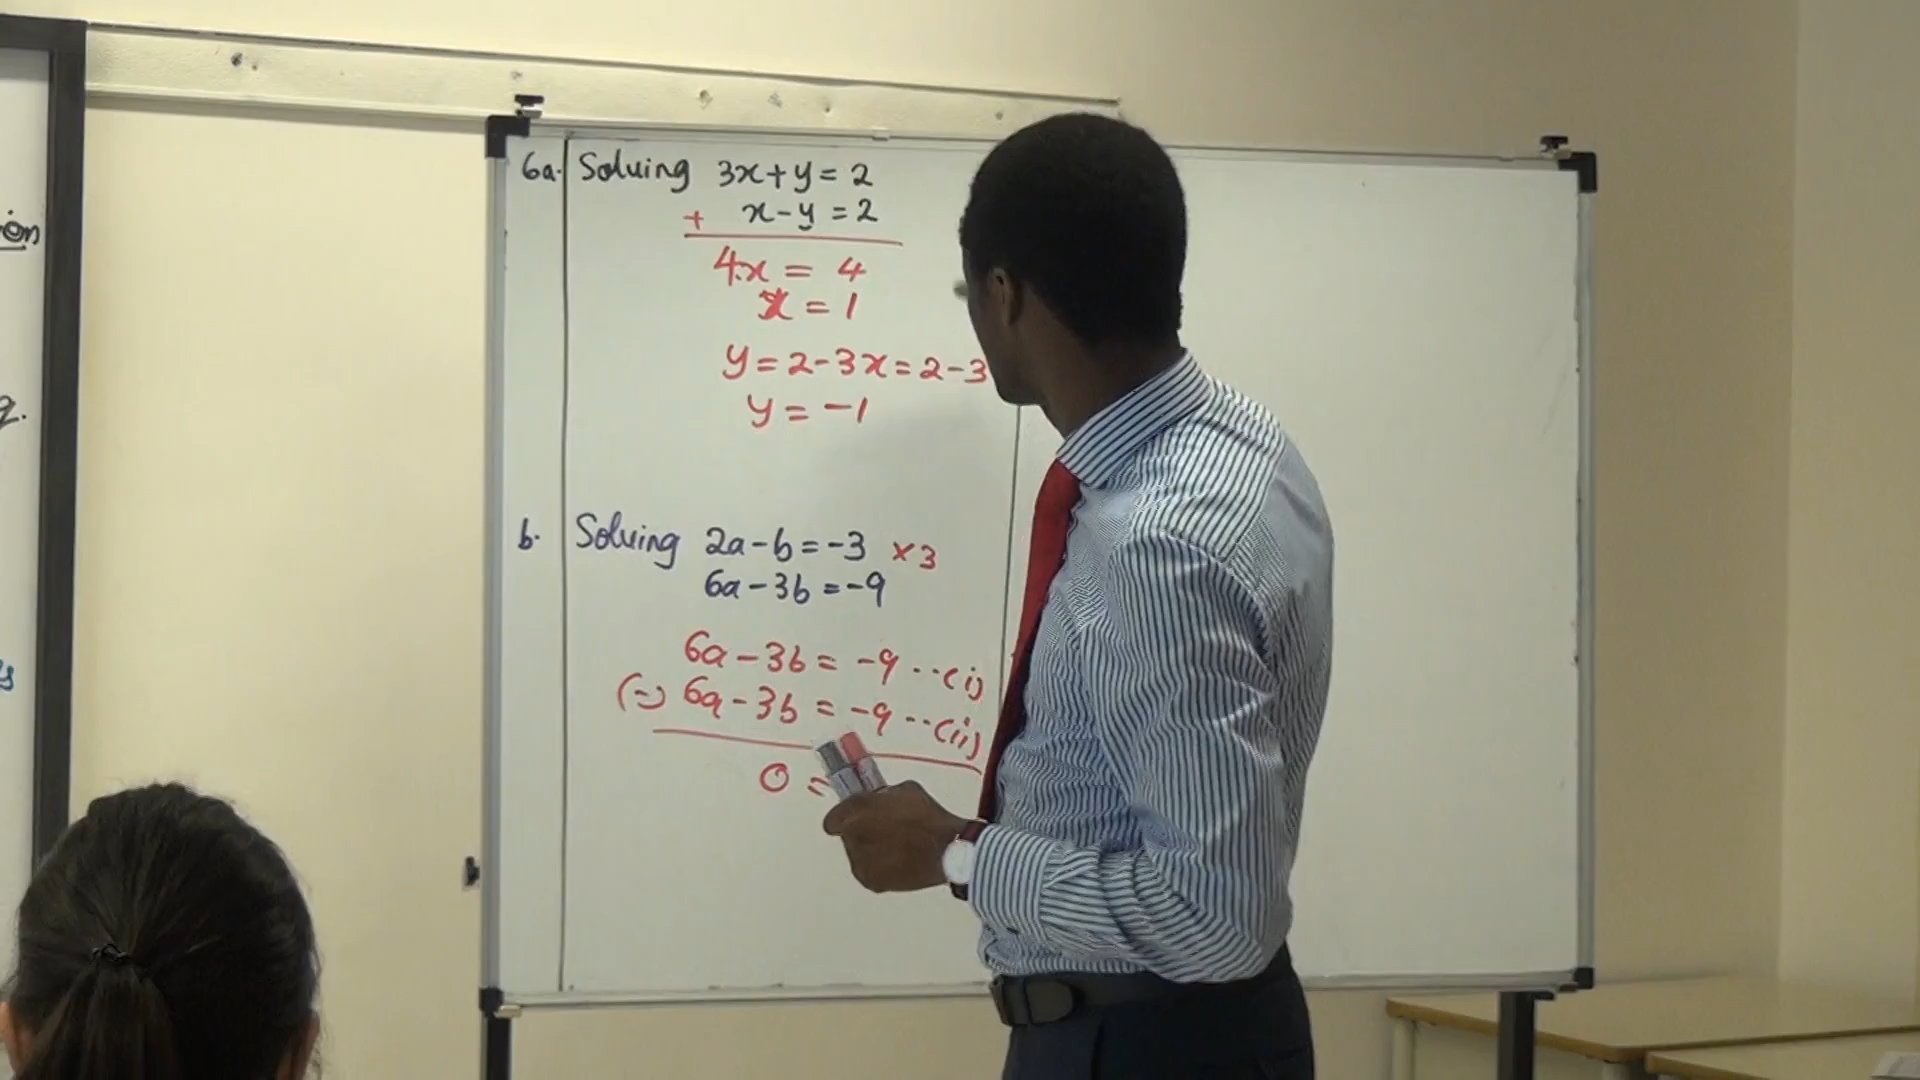 ion
q.
s
6a. Solving 3x+y=2
+ x-y=2
4x = 4
x = 1
y=2-3x=2-3
y = -1
b. Solving 2a-b=-3 ×3
6a-3b=-9
6a-3b= -9 ..(i)
(-) 6a-3b = -9 ..(ii)
0 =